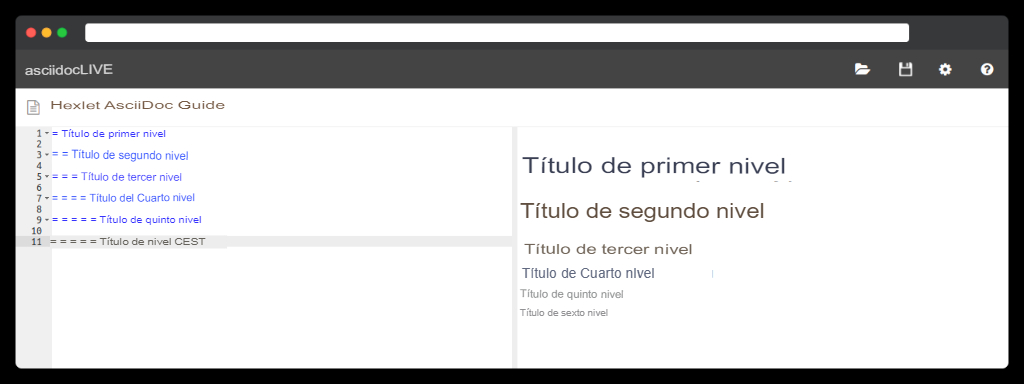 asciidocLIVE
Hexlet AsciiDoc Guide
1 = Título de primer nivel
2
3 = = Título de segundo nivel
4
5 = = = Título de tercer nivel
6
7 = = = = Título del Cuarto nivel
8
9 = = = = = Título de quinto nivel
10
11 = = = = = Título de nivel CEST
Título de primer nivel
Título de segundo nivel
Título de tercer nivel
Título de Cuarto nivel
Título de quinto nivel
Título de sexto nivel